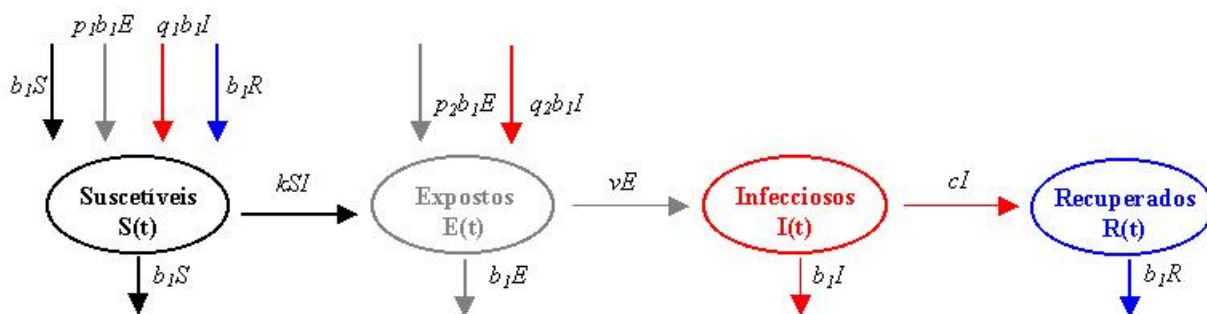 p₁b₁E q₁b₁I
b₁S b₁R
p₂b₁E q₂b₁I
Suscetíveis
S(t)
kSI
Expostos
E(t)
vE
Infecciosos
I(t)
cI
Recuperados
R(t)
b₁S b₁E b₁I b₁R